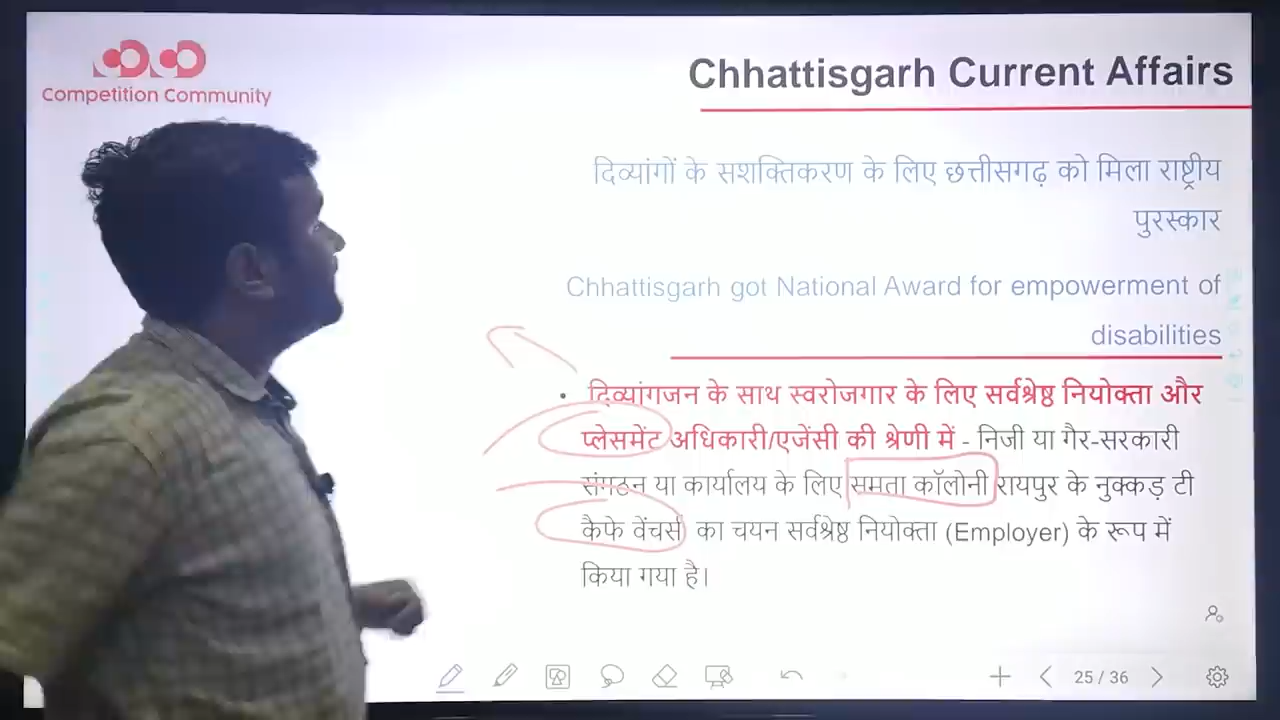 Competition Community
Chhattisgarh Current Affairs
दिव्यांगों के सशक्तिकरण के लिए छत्तीसगढ़ को मिला राष्ट्रीय
पुरस्कार
Chhattisgarh got National Award for empowerment of
disabilities
• दिव्यांगजन के साथ स्वरोजगार के लिए सर्वश्रेष्ठ नियोक्ता और
प्लेसमेंट अधिकारी/एजेंसी की श्रेणी में - निजी या गैर-सरकारी
संगठन या कार्यालय के लिए समता कॉलोनी रायपुर के नुक्कड़ टी
कैफे वेंचर्स का चयन सर्वश्रेष्ठ नियोक्ता (Employer) के रूप में
किया गया है।
25 / 36